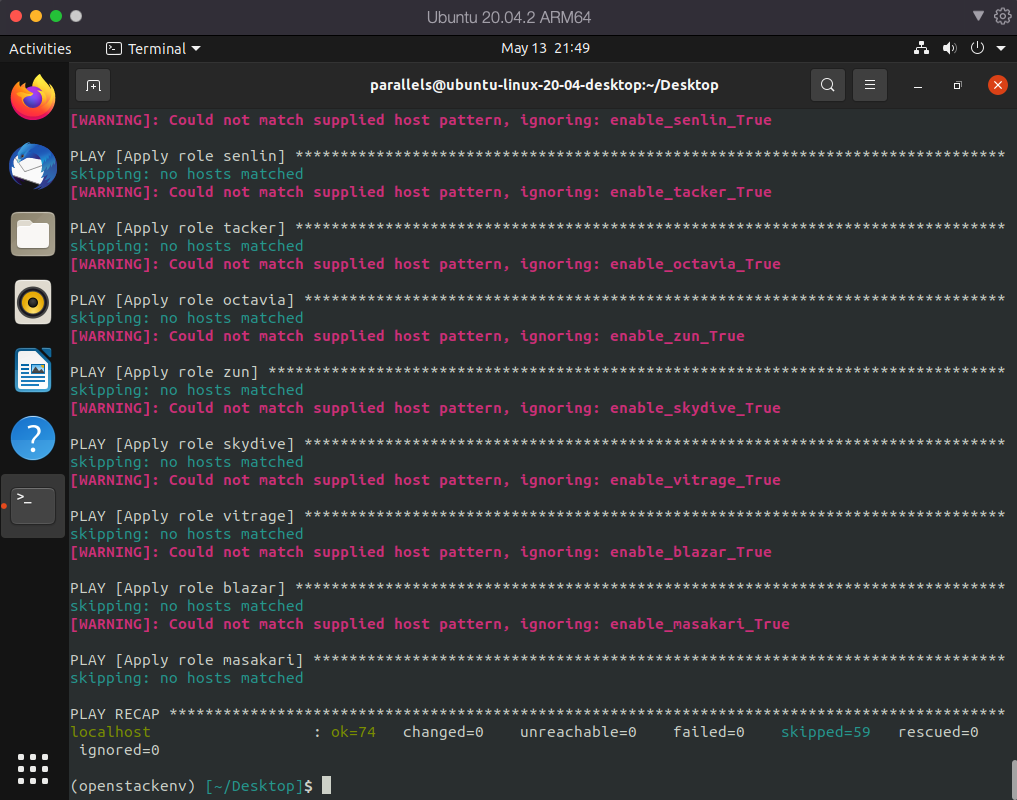 Ubuntu 20.04.2 ARM64
Activities Terminal May 13 21:49
parallels@ubuntu-linux-20-04-desktop:~/Desktop
[WARNING]: Could not match supplied host pattern, ignoring: enable_senlin_True
PLAY [Apply role senlin] *******************************************************************************
skipping: no hosts matched
[WARNING]: Could not match supplied host pattern, ignoring: enable_tacker_True
PLAY [Apply role tacker] *******************************************************************************
skipping: no hosts matched
[WARNING]: Could not match supplied host pattern, ignoring: enable_octavia_True
PLAY [Apply role octavia] ******************************************************************************
skipping: no hosts matched
[WARNING]: Could not match supplied host pattern, ignoring: enable_zun_True
PLAY [Apply role zun] **********************************************************************************
skipping: no hosts matched
[WARNING]: Could not match supplied host pattern, ignoring: enable_skydive_True
PLAY [Apply role skydive] ******************************************************************************
skipping: no hosts matched
[WARNING]: Could not match supplied host pattern, ignoring: enable_vitrage_True
PLAY [Apply role vitrage] ******************************************************************************
skipping: no hosts matched
[WARNING]: Could not match supplied host pattern, ignoring: enable_blazar_True
PLAY [Apply role blazar] *******************************************************************************
skipping: no hosts matched
[WARNING]: Could not match supplied host pattern, ignoring: enable_masakari_True
PLAY [Apply role masakari] *****************************************************************************
skipping: no hosts matched
PLAY RECAP *********************************************************************************************
localhost                  : ok=74   changed=0    unreachable=0    failed=0    skipped=59   rescued=0
 ignored=0
(openstackenv) [~/Desktop]$